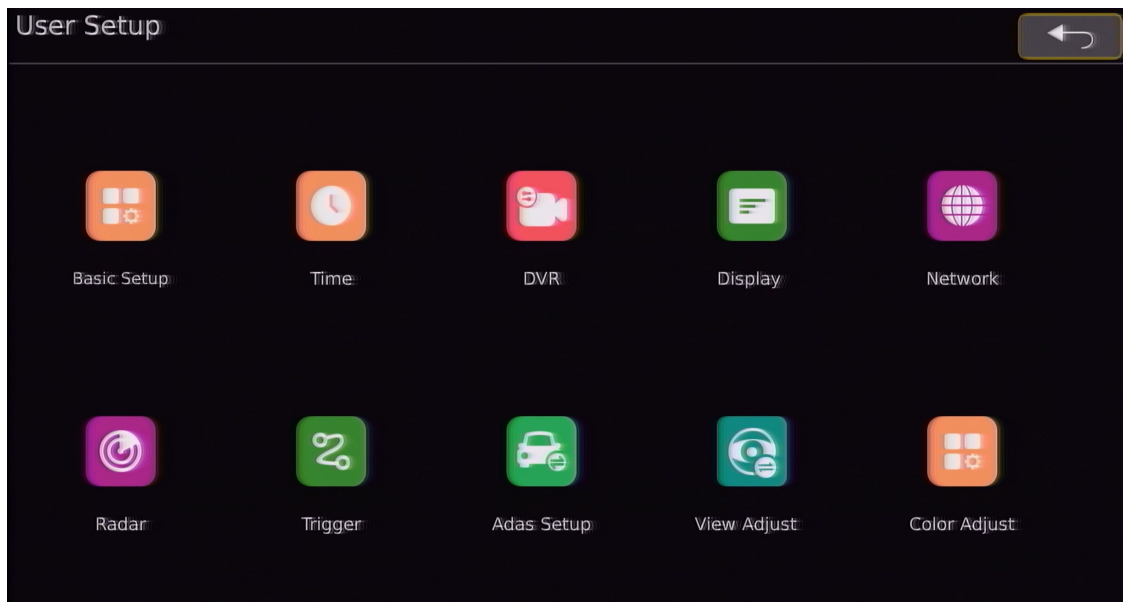 User Setup
Basic Setup
Time
DVR
Display
Network
Radar
Trigger
Adas Setup
View Adjust
Color Adjust